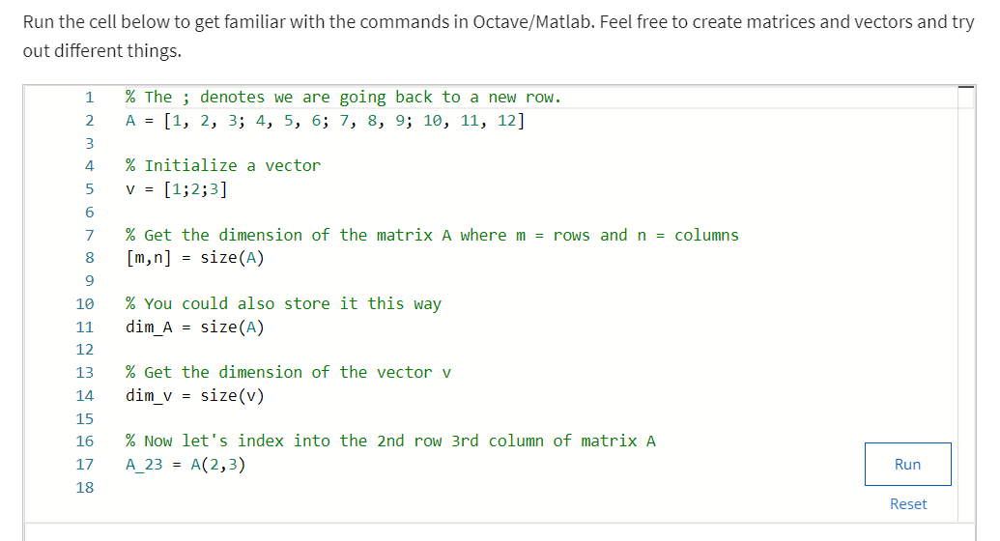 Run the cell below to get familiar with the commands in Octave/Matlab. Feel free to create matrices and vectors and try
out different things.
1 % The ; denotes we are going back to a new row.
2 A = [1, 2, 3; 4, 5, 6; 7, 8, 9; 10, 11, 12]
3
4 % Initialize a vector
5 v = [1;2;3]
6
7 % Get the dimension of the matrix A where m = rows and n = columns
8 [m,n] = size(A)
9
10 % You could also store it this way
11 dim_A = size(A)
12
13 % Get the dimension of the vector v
14 dim_v = size(v)
15
16 % Now let's index into the 2nd row 3rd column of matrix A
17 A_23 = A(2,3)
18
Run
Reset